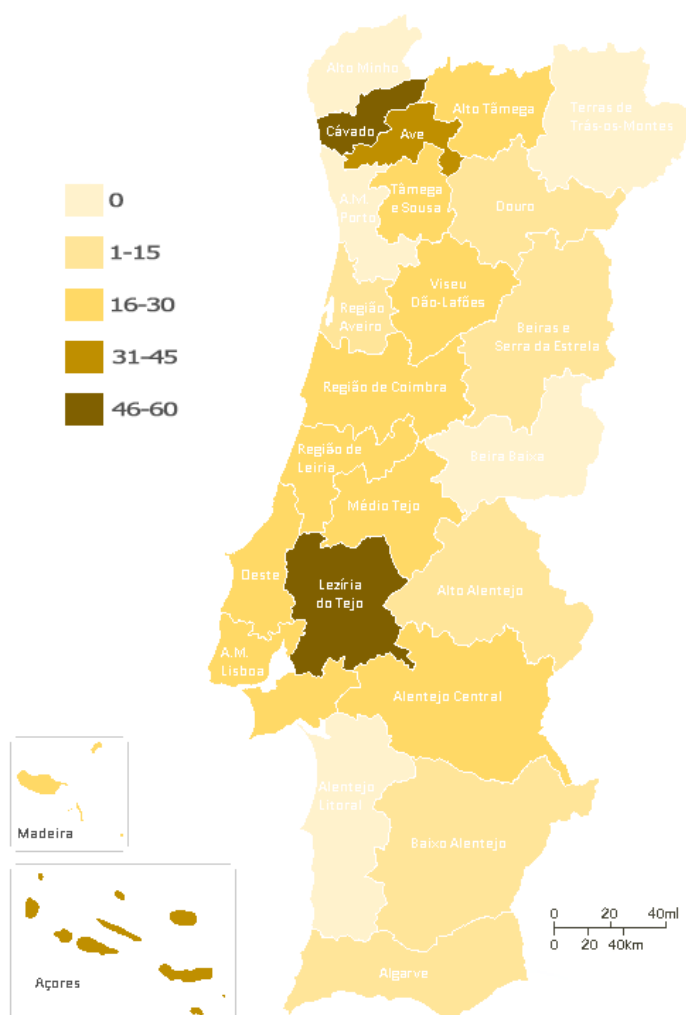 Alto Minho
Cávado
Ave
Alto Tâmega
Terras de
Trás-os-Montes
A.M.
Porto
Tâmega
e Sousa
Douro
0
1-15
16-30
31-45
46-60
Viseu
Dão-Lafões
Região
Aveiro
Beiras e
Serra da Estrela
Região de Coimbra
Região de
Leiria
Beira Baixa
Médio Tejo
Oeste
Lezíria
do Tejo
Alto Alentejo
A.M.
Lisboa
Alentejo Central
Alentejo
Litoral
Baixo Alentejo
Madeira
0 20 40ml
0 20 40km
Algarve
Açores